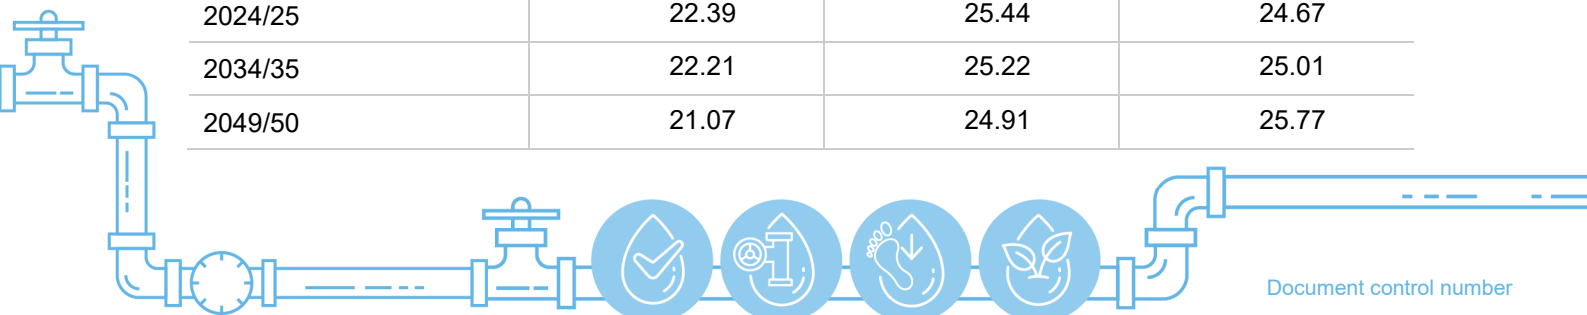 2024/25 22.39 25.44 24.67
2034/35 22.21 25.22 25.01
2049/50 21.07 24.91 25.77
Document control number